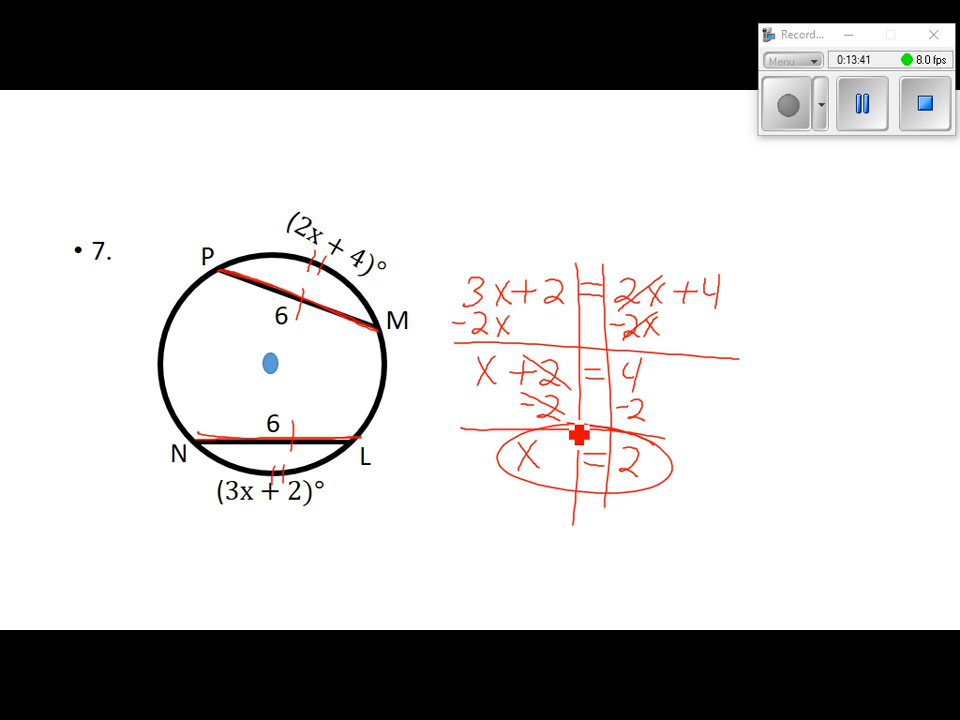 Record...
Menu
0:13:41
8.0 fps
• 7.
(2x + 4)°
P
M
6
6
N
L
(3x + 2)°
3x+2 = 2x +4
-2x -2x
x +2 = 4
-2 -2
x = 2